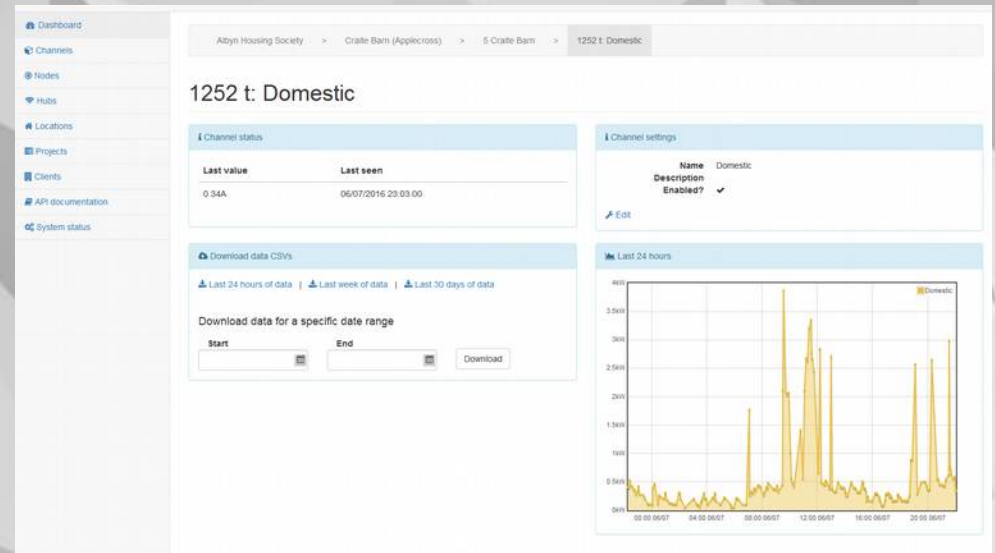 Dashboard
Channels
Nodes
Hubs
Locations
Projects
Clients
API documentation
System status
Albyn Housing Society > Craite Barn (Applecross) > 5 Craite Barn > 1252 t: Domestic
1252 t: Domestic
Channel status
Last value Last seen
0.34A 06/07/2016 23:03:00
Channel settings
Name Domestic
Description
Enabled? ✔
Edit
Download data CSVs
Last 24 hours of data | Last week of data | Last 30 days of data
Download data for a specific date range
Start End
Download
Last 24 hours
Domestic
4kW
3.5kW
3kW
2.5kW
2kW
1.5kW
1kW
0.5kW
0kW
00:00 06/07 04:00 06/07 08:00 06/07 12:00 06/07 16:00 06/07 20:00 06/07